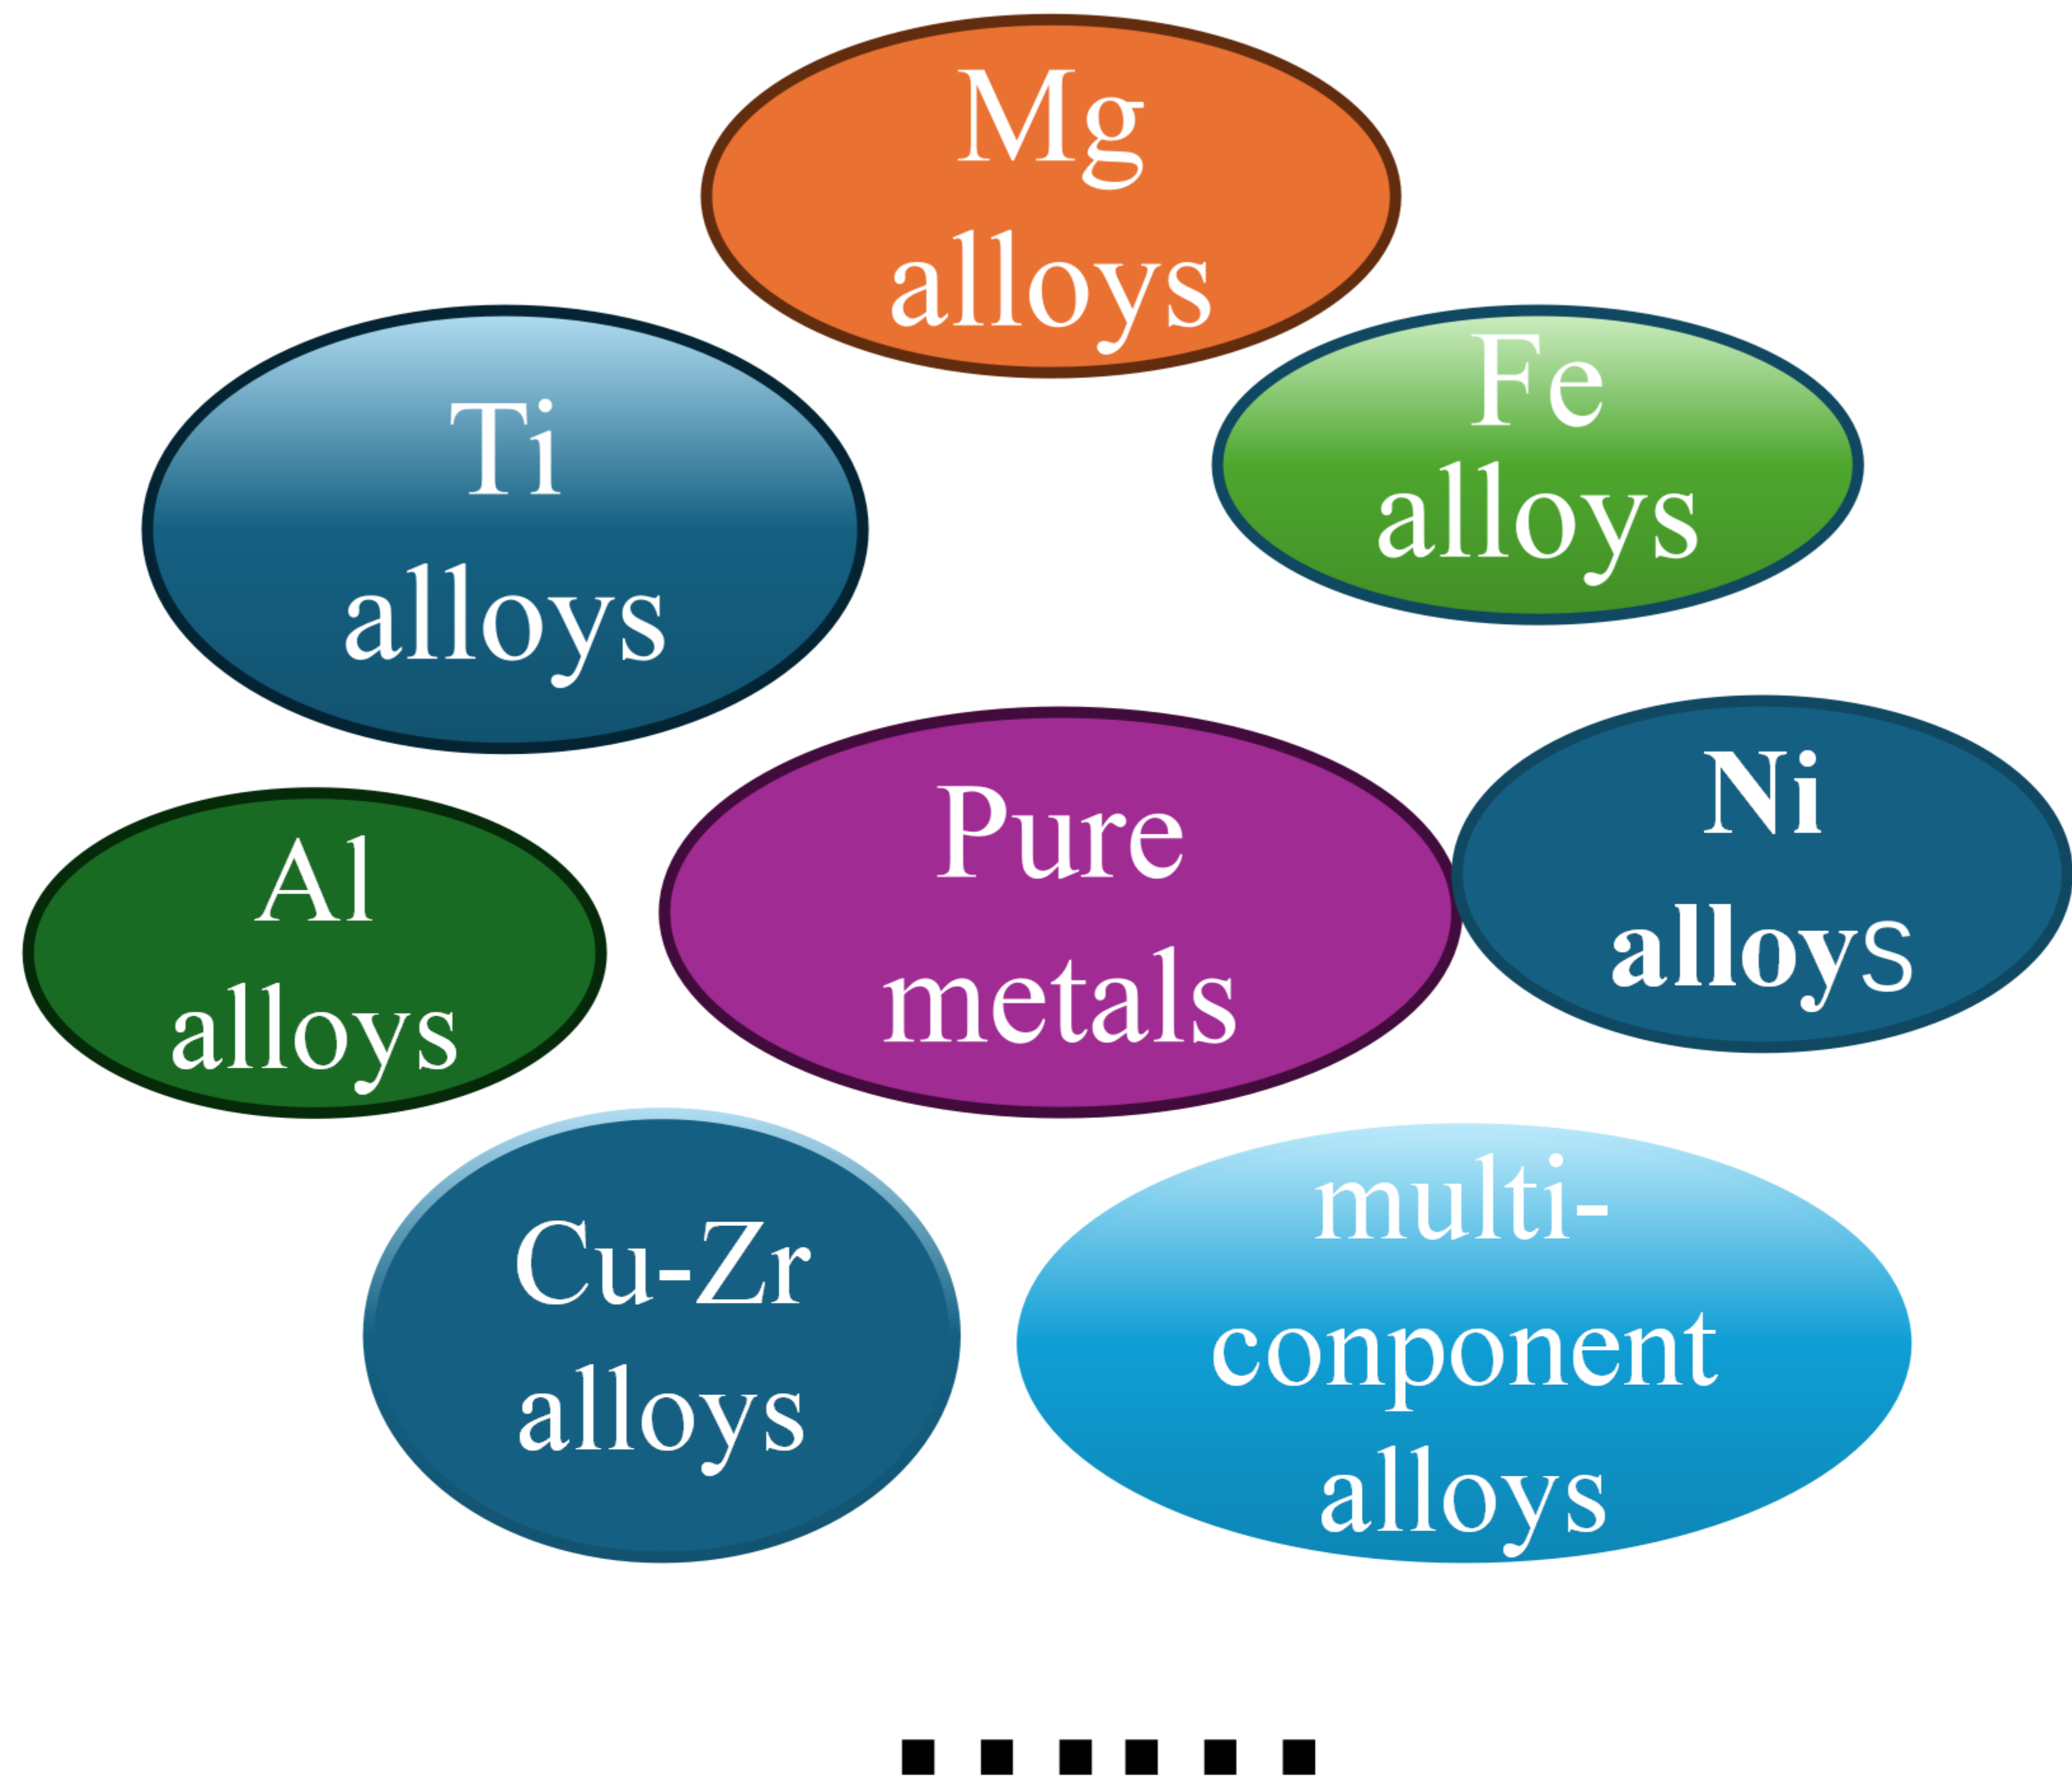 Mg
alloys
Ti
alloys
Fe
alloys
Al
alloys
Pure
metals
Ni
alloys
Cu-Zr
alloys
multi-
conponent
alloys
......